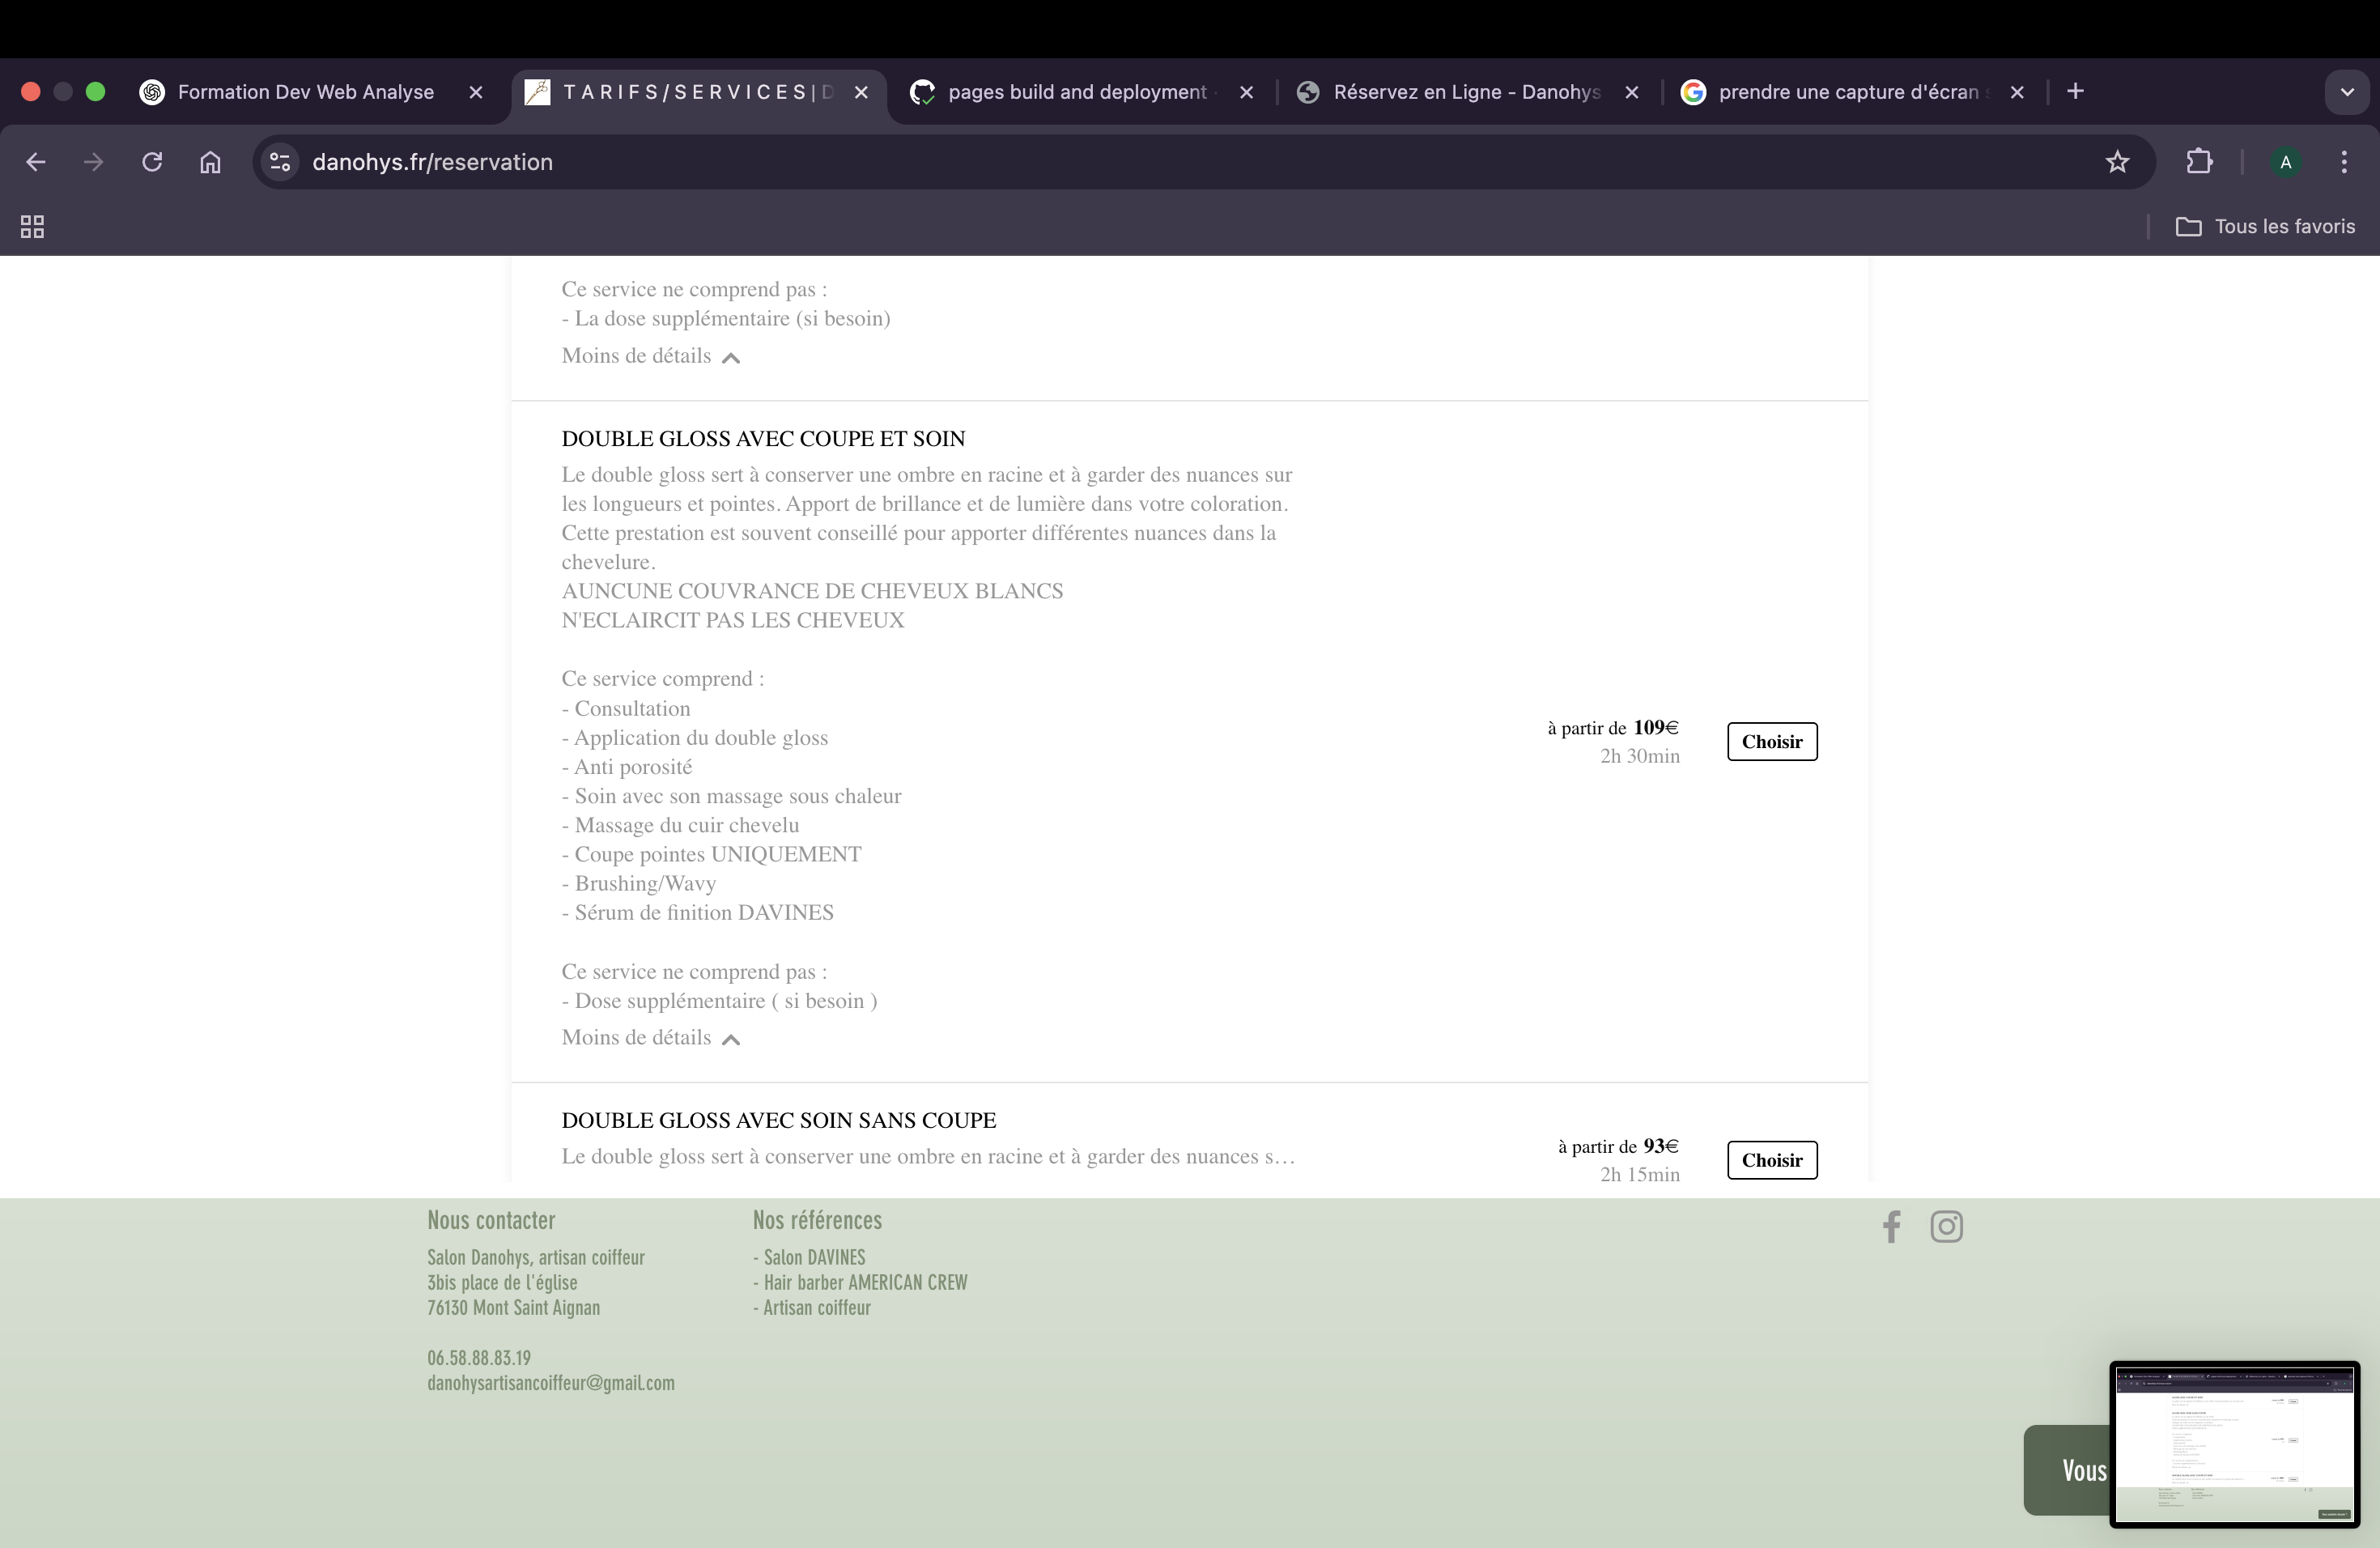 Formation Dev Web Analyse
T A R I F S / S E R V I C E S | D
pages build and deployment ·
Réservez en Ligne - Danohys
prendre une capture d'écran s
danohys.fr/reservation
A
Tous les favoris
Ce service ne comprend pas :
- La dose supplémentaire (si besoin)
Moins de détails
DOUBLE GLOSS AVEC COUPE ET SOIN
Le double gloss sert à conserver une ombre en racine et à garder des nuances sur
les longueurs et pointes. Apport de brillance et de lumière dans votre coloration.
Cette prestation est souvent conseillé pour apporter différentes nuances dans la
chevelure.
AUNCUNE COUVRANCE DE CHEVEUX BLANCS
N'ECLAIRCIT PAS LES CHEVEUX
Ce service comprend :
- Consultation
- Application du double gloss
- Anti porosité
- Soin avec son massage sous chaleur
- Massage du cuir chevelu
- Coupe pointes UNIQUEMENT
- Brushing/Wavy
- Sérum de finition DAVINES
à partir de 109€
2h 30min
Choisir
Ce service ne comprend pas :
- Dose supplémentaire ( si besoin )
Moins de détails
DOUBLE GLOSS AVEC SOIN SANS COUPE
Le double gloss sert à conserver une ombre en racine et à garder des nuances s…
à partir de 93€
2h 15min
Choisir
Nous contacter
Salon Danohys, artisan coiffeur
3bis place de l'église
76130 Mont Saint Aignan
06.58.88.83.19
danohysartisancoiffeur@gmail.com
Nos références
- Salon DAVINES
- Hair barber AMERICAN CREW
- Artisan coiffeur
Vous